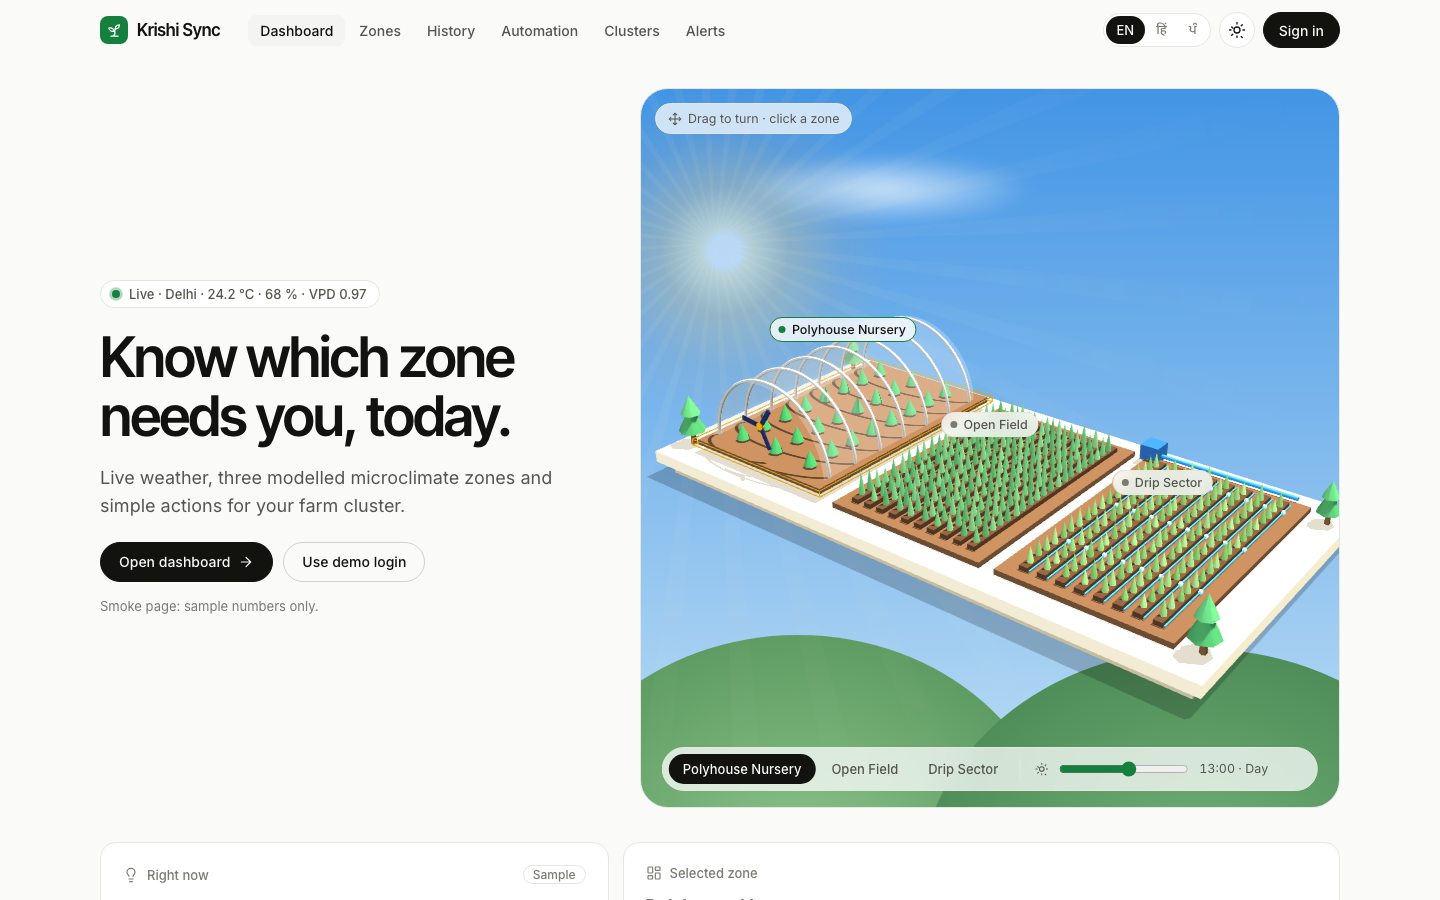 Krishi Sync
Dashboard
Zones
History
Automation
Clusters
Alerts
EN
हिं
पੰ
Sign in
Drag to turn · click a zone
Live · Delhi · 24.2 °C · 68 % · VPD 0.97
Know which zone
needs you, today.
Live weather, three modelled microclimate zones and
simple actions for your farm cluster.
Open dashboard
Use demo login
Smoke page: sample numbers only.
Polyhouse Nursery
Open Field
Drip Sector
Polyhouse Nursery
Open Field
Drip Sector
13:00 · Day
Right now
Sample
Selected zone